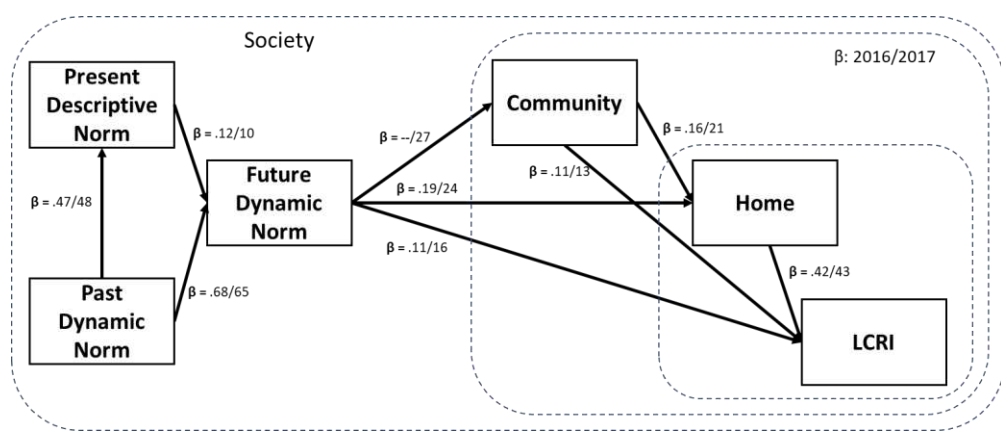 Society
β: 2016/2017
Present
Descriptive
Norm
Community
β = .12/10
β = --/27
β = .16/21
Future
Dynamic
Norm
β = .11/13
β = .47/48
β = .19/24
Home
β = .11/16
β = .42/43
β = .68/65
Past
Dynamic
Norm
LCRI